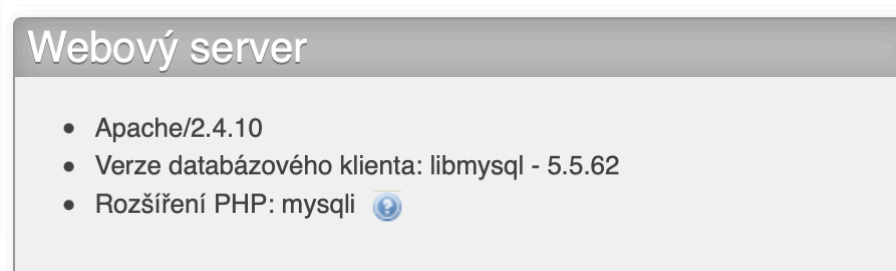 Webový server
Apache/2.4.10
Verze databázového klienta: libmysql - 5.5.62
Rozšíření PHP: mysqli